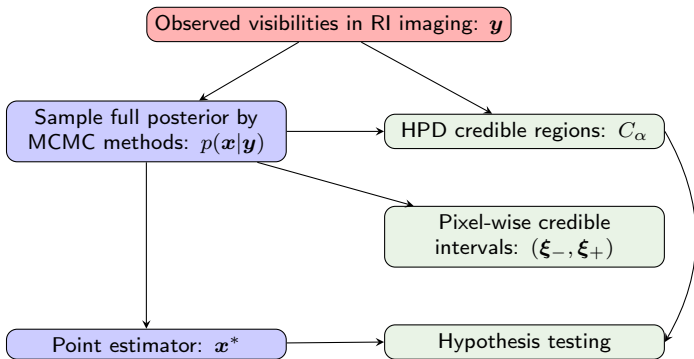 Observed visibilities in RI imaging: y
Sample full posterior by
MCMC methods: p(x|y)
HPD credible regions: C_α
Pixel-wise credible
intervals: (ξ₋, ξ₊)
Point estimator: x*
Hypothesis testing